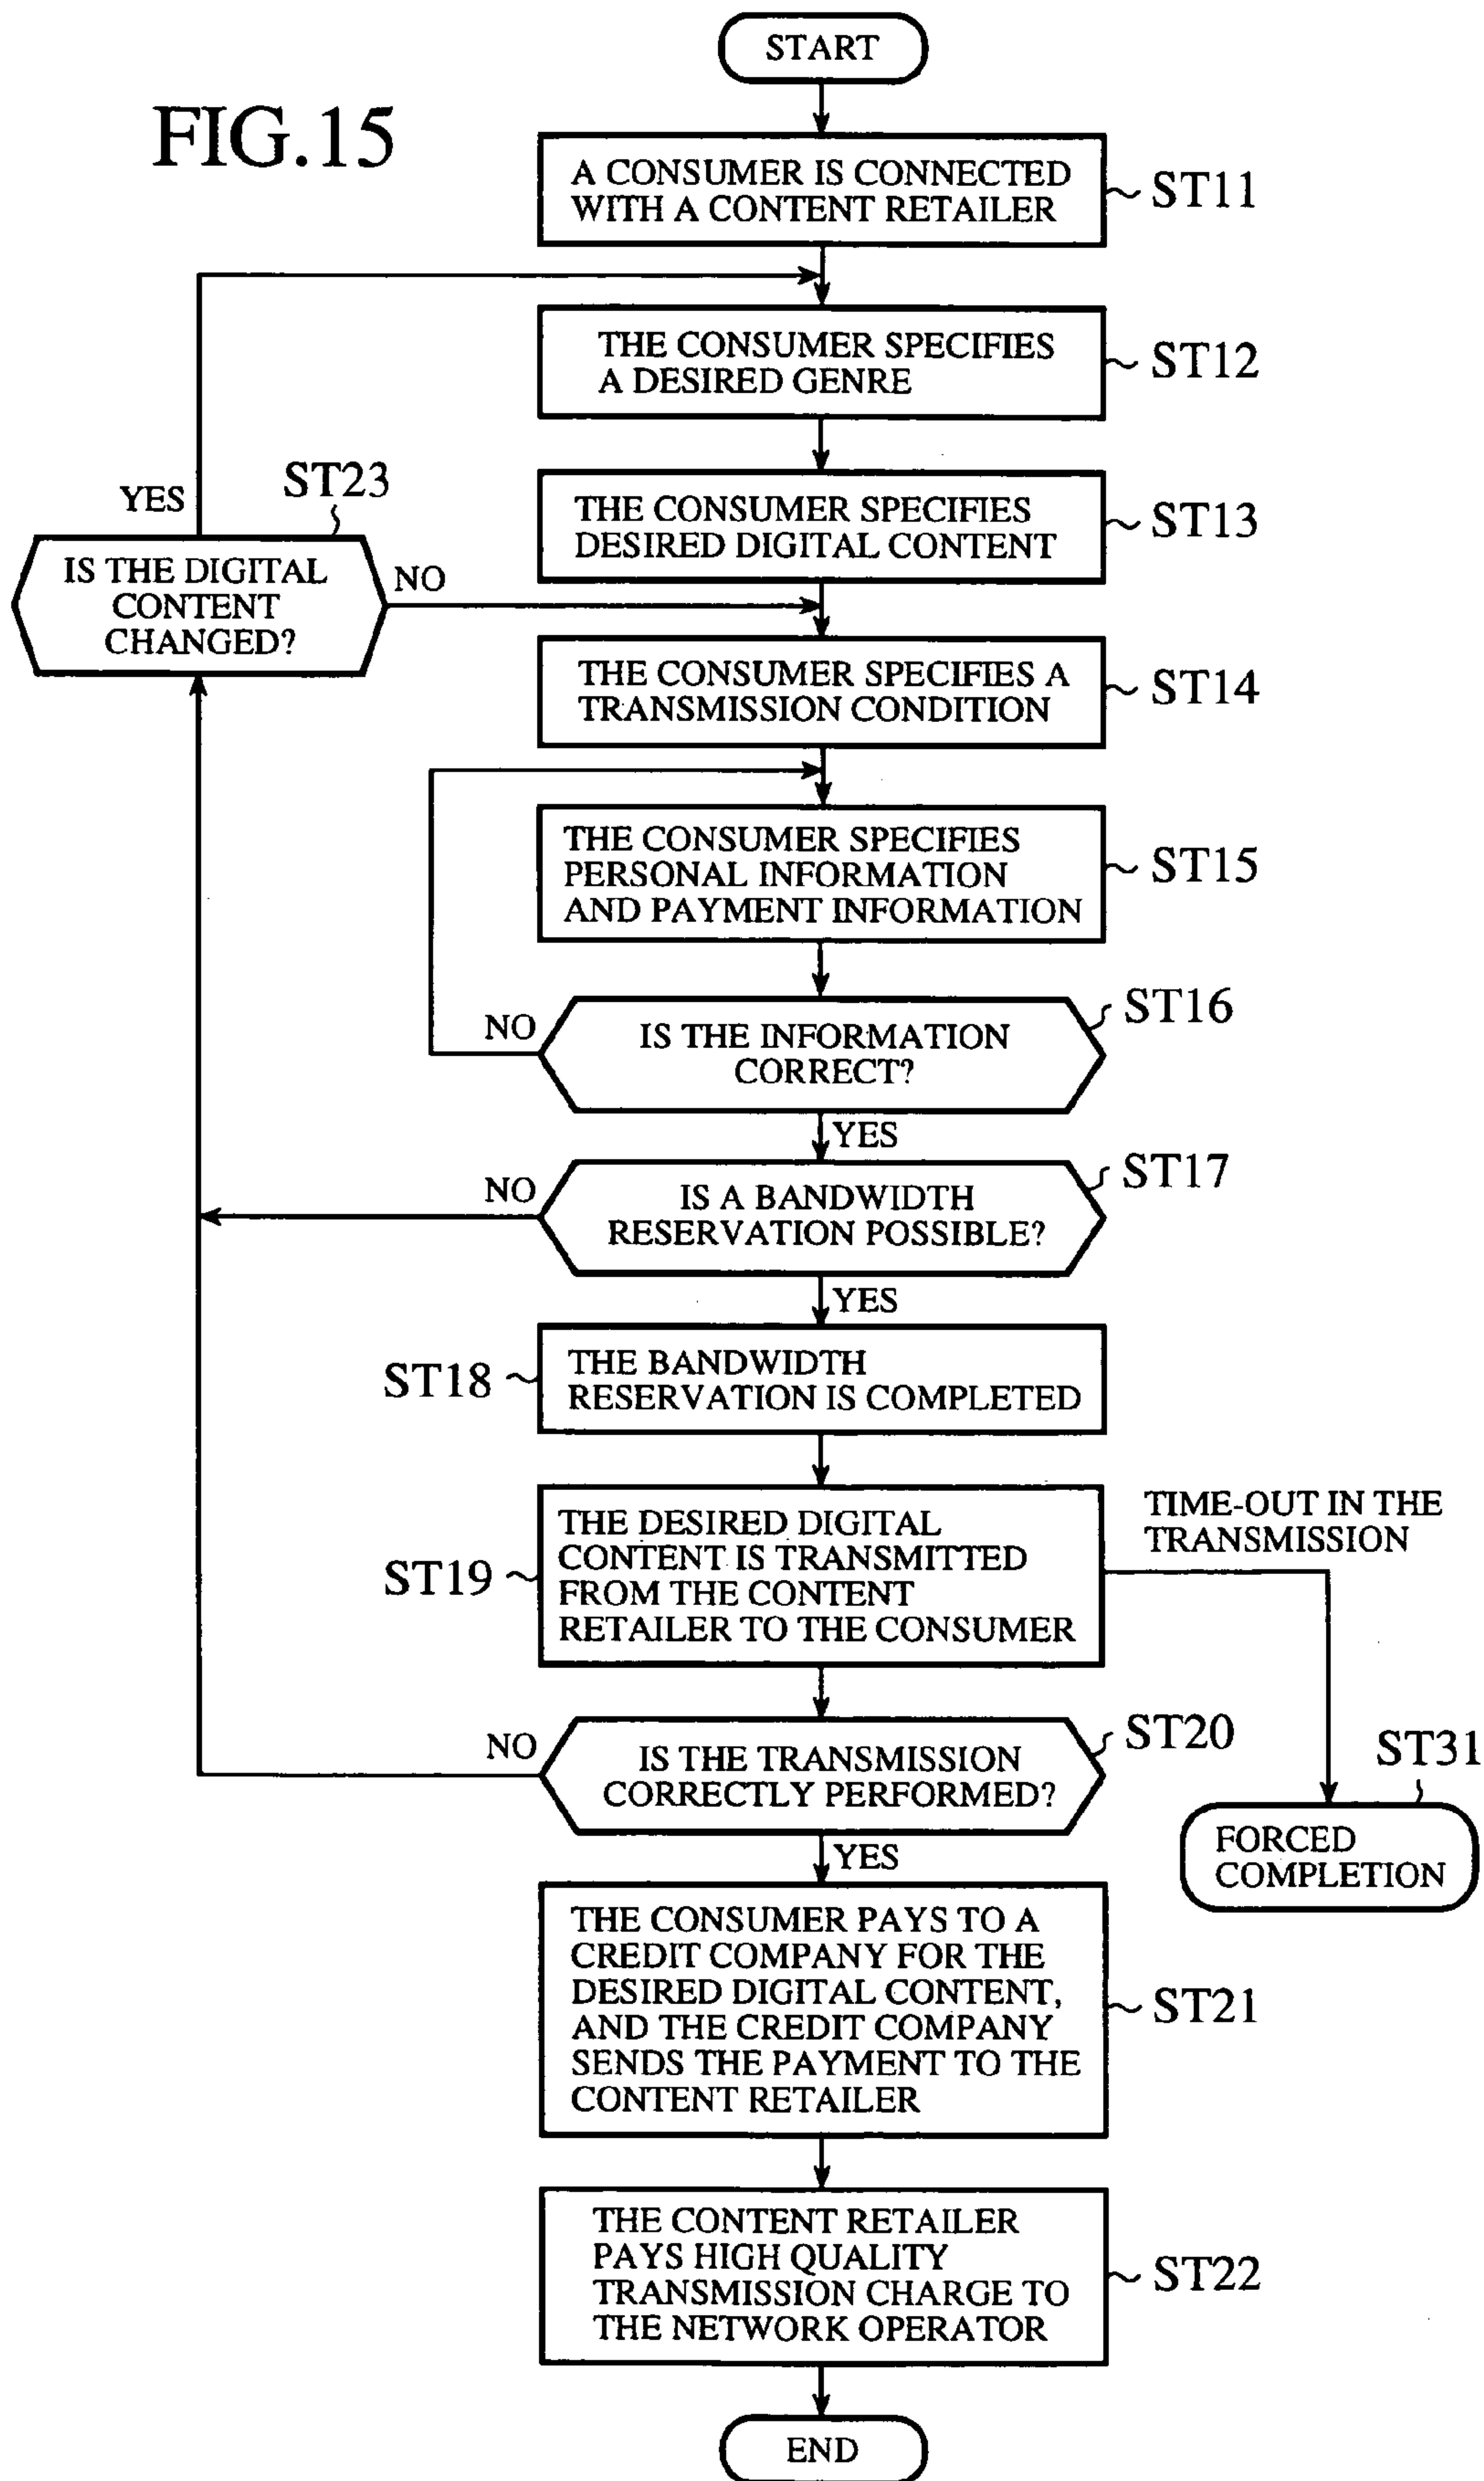 START
FIG.15
A CONSUMER IS CONNECTED
WITH A CONTENT RETAILER
ST11
THE CONSUMER SPECIFIES
A DESIRED GENRE
ST12
YES
ST23
THE CONSUMER SPECIFIES
DESIRED DIGITAL CONTENT
ST13
IS THE DIGITAL
CONTENT
CHANGED?
NO
THE CONSUMER SPECIFIES A
TRANSMISSION CONDITION
ST14
THE CONSUMER SPECIFIES
PERSONAL INFORMATION
AND PAYMENT INFORMATION
ST15
NO
IS THE INFORMATION
CORRECT?
ST16
YES
NO
IS A BANDWIDTH
RESERVATION POSSIBLE?
ST17
YES
ST18
THE BANDWIDTH
RESERVATION IS COMPLETED
ST19
THE DESIRED DIGITAL
CONTENT IS TRANSMITTED
FROM THE CONTENT
RETAILER TO THE CONSUMER
TIME-OUT IN THE
TRANSMISSION
NO
IS THE TRANSMISSION
CORRECTLY PERFORMED?
ST20
ST31
FORCED
COMPLETION
YES
THE CONSUMER PAYS TO A
CREDIT COMPANY FOR THE
DESIRED DIGITAL CONTENT,
AND THE CREDIT COMPANY
SENDS THE PAYMENT TO THE
CONTENT RETAILER
ST21
THE CONTENT RETAILER
PAYS HIGH QUALITY
TRANSMISSION CHARGE TO
THE NETWORK OPERATOR
ST22
END